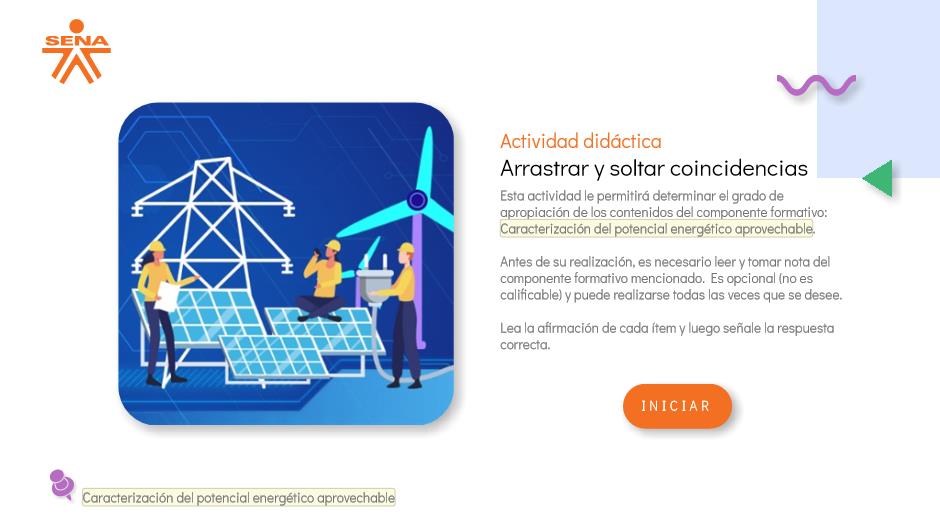 SENA
Actividad didáctica
Arrastrar y soltar coincidencias
Esta actividad le permitirá determinar el grado de
apropiación de los contenidos del componente formativo:
Caracterización del potencial energético aprovechable.
Antes de su realización, es necesario leer y tomar nota del
componente formativo mencionado. Es opcional (no es
calificable) y puede realizarse todas las veces que se desee.
Lea la afirmación de cada ítem y luego señale la respuesta
correcta.
INICIAR
Caracterización del potencial energético aprovechable